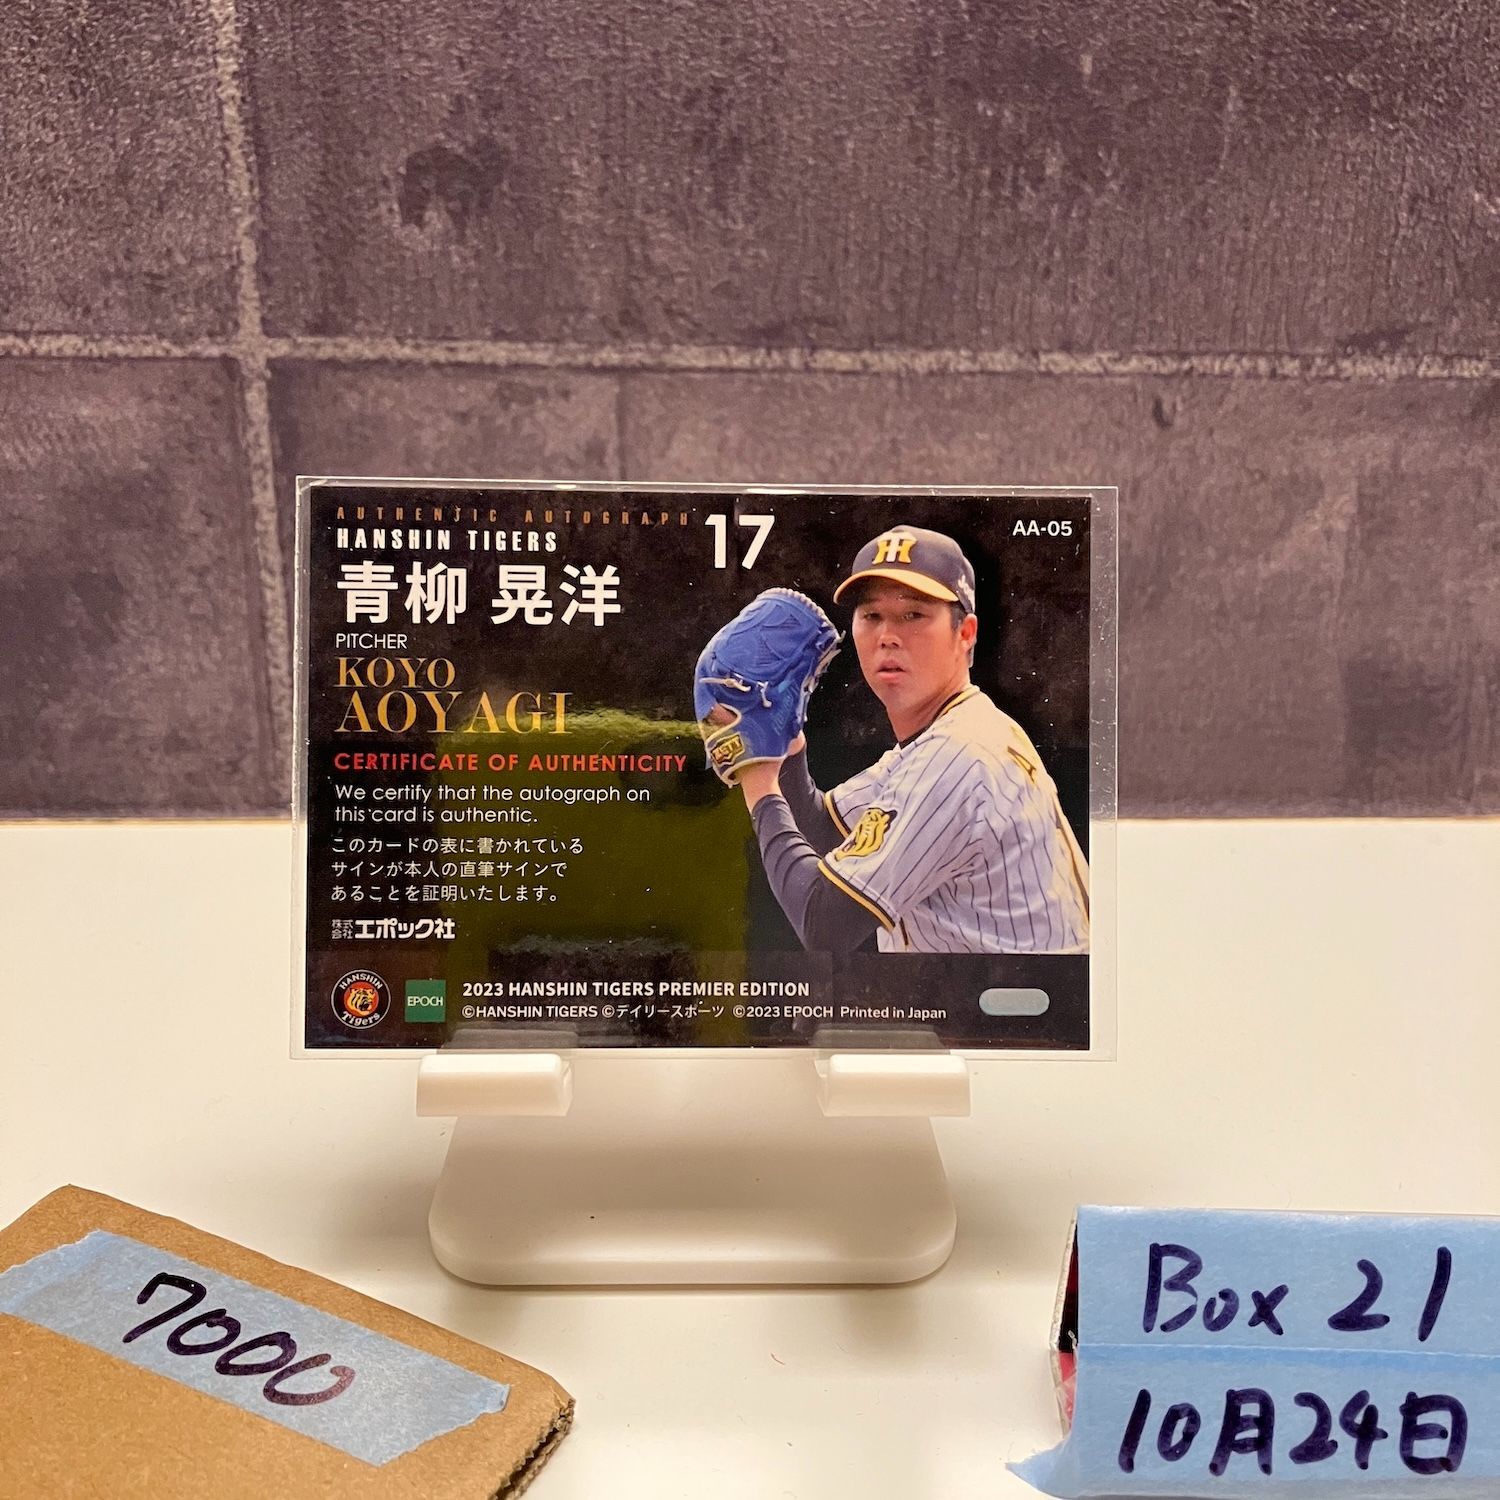 AUTHENTIC AUTOGRAPH
HANSHIN TIGERS
17
AA-05
青柳 晃洋
PITCHER
KOYO
AOYAGI
CERTIFICATE OF AUTHENTICITY
We certify that the autograph on
this card is authentic.
このカードの表に書かれている
サインが本人の直筆サインで
あることを証明いたします。
株式会社エポック社
ZETT
HANSHIN
Tigers
EPOCH
2023 HANSHIN TIGERS PREMIER EDITION
©HANSHIN TIGERS ©デイリースポーツ ©2023 EPOCH Printed in Japan
7000
Box 21
10月24日